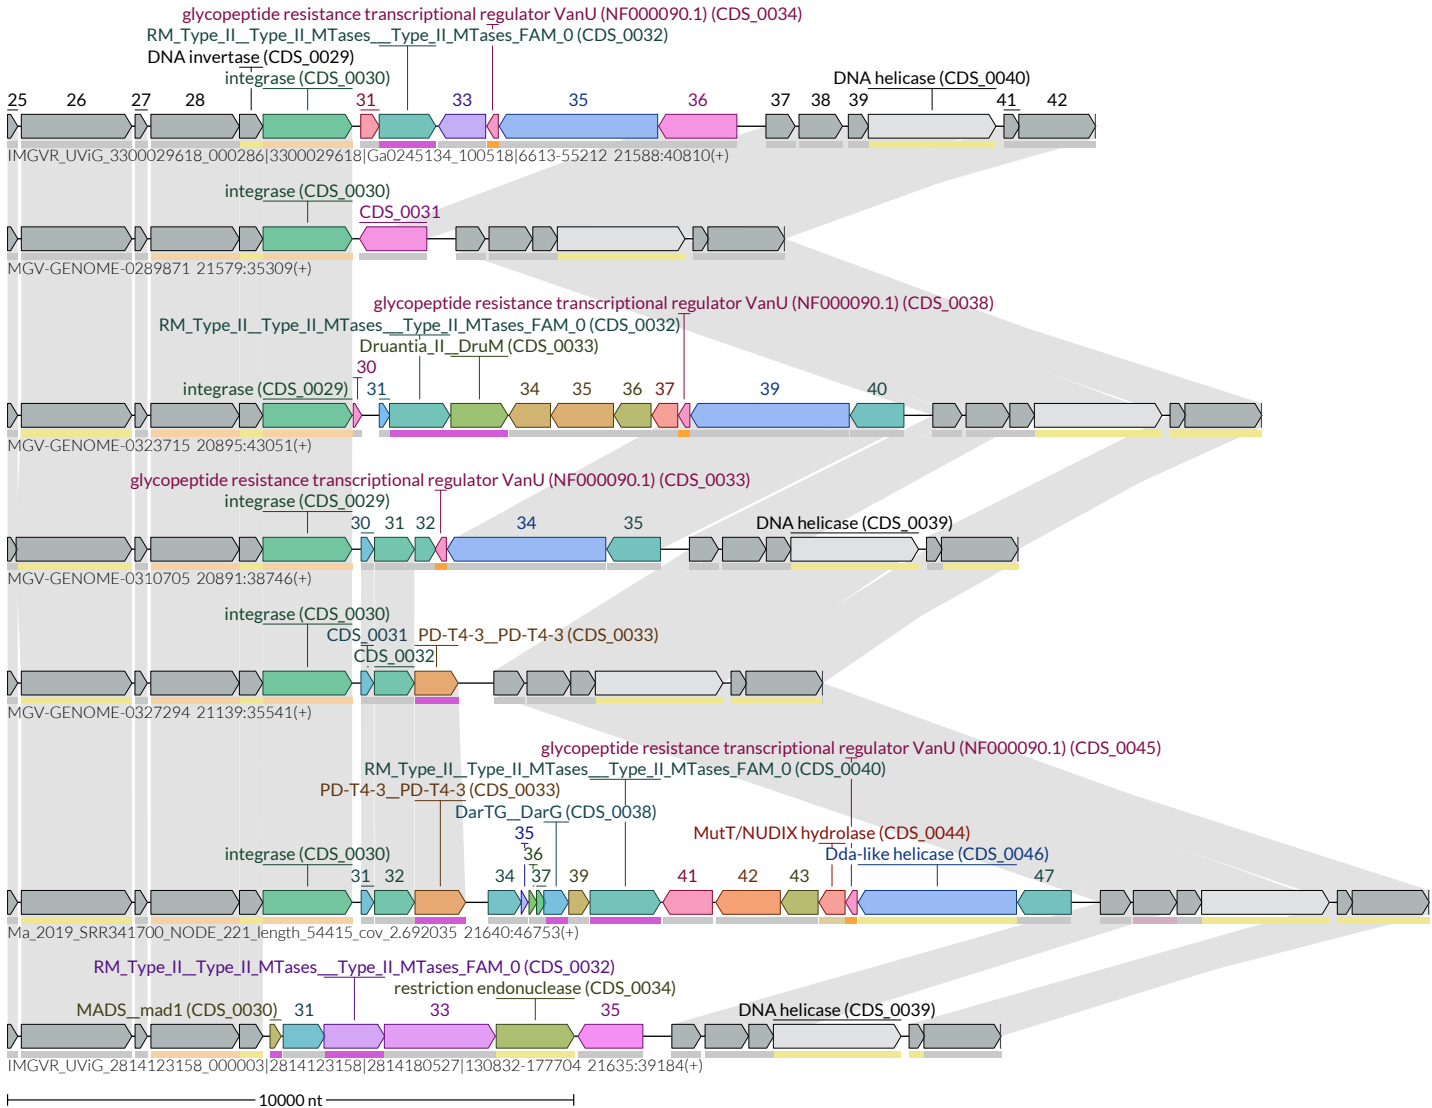 glycopeptide resistance transcriptional regulator VanU (NF000090.1) (CDS_0034)
RM_Type_II__Type_II_MTases___Type_II_MTases_FAM_0 (CDS_0032)
DNA invertase (CDS_0029)
integrase (CDS_0030) DNA helicase (CDS_0040)
25 26 27 28 31 33 35 36 37 38 39 41 42
IMGVR_UViG_3300029618_000286|3300029618|Ga0245134_100518|6613-55212 21588:40810(+)
integrase (CDS_0030)
CDS_0031
MGV-GENOME-0289871 21579:35309(+)
glycopeptide resistance transcriptional regulator VanU (NF000090.1) (CDS_0038)
RM_Type_II__Type_II_MTases___Type_II_MTases_FAM_0 (CDS_0032)
Druantia_II__DruM (CDS_0033)
30
integrase (CDS_0029) 31 34 35 36 37 39 40
MGV-GENOME-0323715 20895:43051(+)
glycopeptide resistance transcriptional regulator VanU (NF000090.1) (CDS_0033)
integrase (CDS_0029)
30 31 32 34 35 DNA helicase (CDS_0039)
MGV-GENOME-0310705 20891:38746(+)
integrase (CDS_0030)
CDS_0031 PD-T4-3__PD-T4-3 (CDS_0033)
CDS_0032
MGV-GENOME-0327294 21139:35541(+)
glycopeptide resistance transcriptional regulator VanU (NF000090.1) (CDS_0045)
RM_Type_II__Type_II_MTases___Type_II_MTases_FAM_0 (CDS_0040)
PD-T4-3__PD-T4-3 (CDS_0033)
DarTG__DarG (CDS_0038)
35 MutT/NUDIX hydrolase (CDS_0044)
integrase (CDS_0030) 36 Dda-like helicase (CDS_0046)
31 32 34 37 39 41 42 43 47
Ma_2019_SRR341700_NODE_221_length_54415_cov_2.692035 21640:46753(+)
RM_Type_II__Type_II_MTases___Type_II_MTases_FAM_0 (CDS_0032)
restriction endonuclease (CDS_0034)
MADS__mad1 (CDS_0030) 31 33 35 DNA helicase (CDS_0039)
IMGVR_UViG_2814123158_000003|2814123158|2814180527|130832-177704 21635:39184(+)
10000 nt